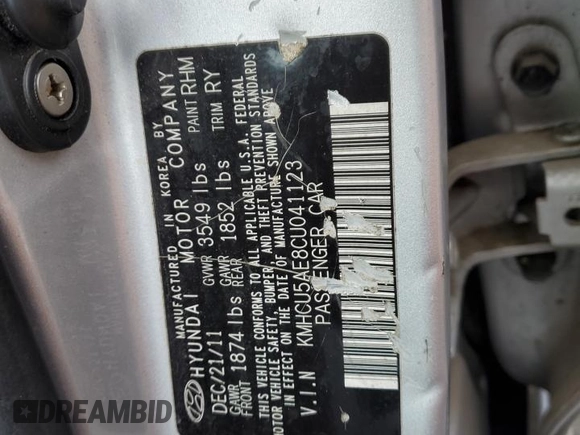 MANUFACTURED IN KOREA BY
HYUNDAI MOTOR COMPANY
DEC/21/11 GVWR 3549 lbs PAINT RHM
GAWR FRONT 1874 lbs GAWR REAR 1852 lbs TRIM RY
THIS VEHICLE CONFORMS TO ALL APPLICABLE U.S.A. FEDERAL
MOTOR VEHICLE SAFETY, BUMPER AND THEFT PREVENTION STANDARDS
IN EFFECT ON THE DATE OF MANUFACTURE SHOWN ABOVE
V.I.N KMHCU5AE8CU041123
PASSENGER CAR
DREAMBID